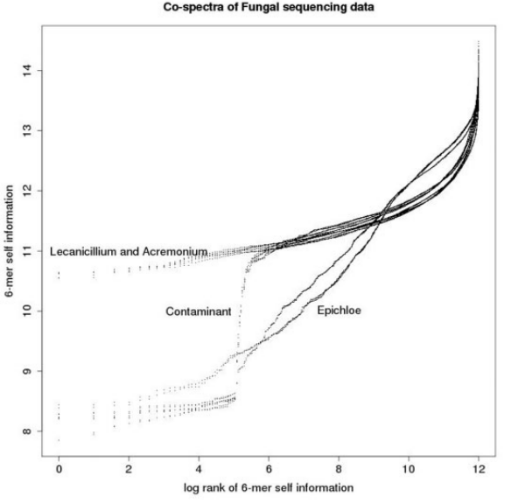 Co-spectra of Fungal sequencing data
14
13
12
11
10
9
8
6-mer self information
Lecanicillium and Acremonium
Contaminant
Epichloe
0 2 4 6 8 10 12
log rank of 6-mer self information